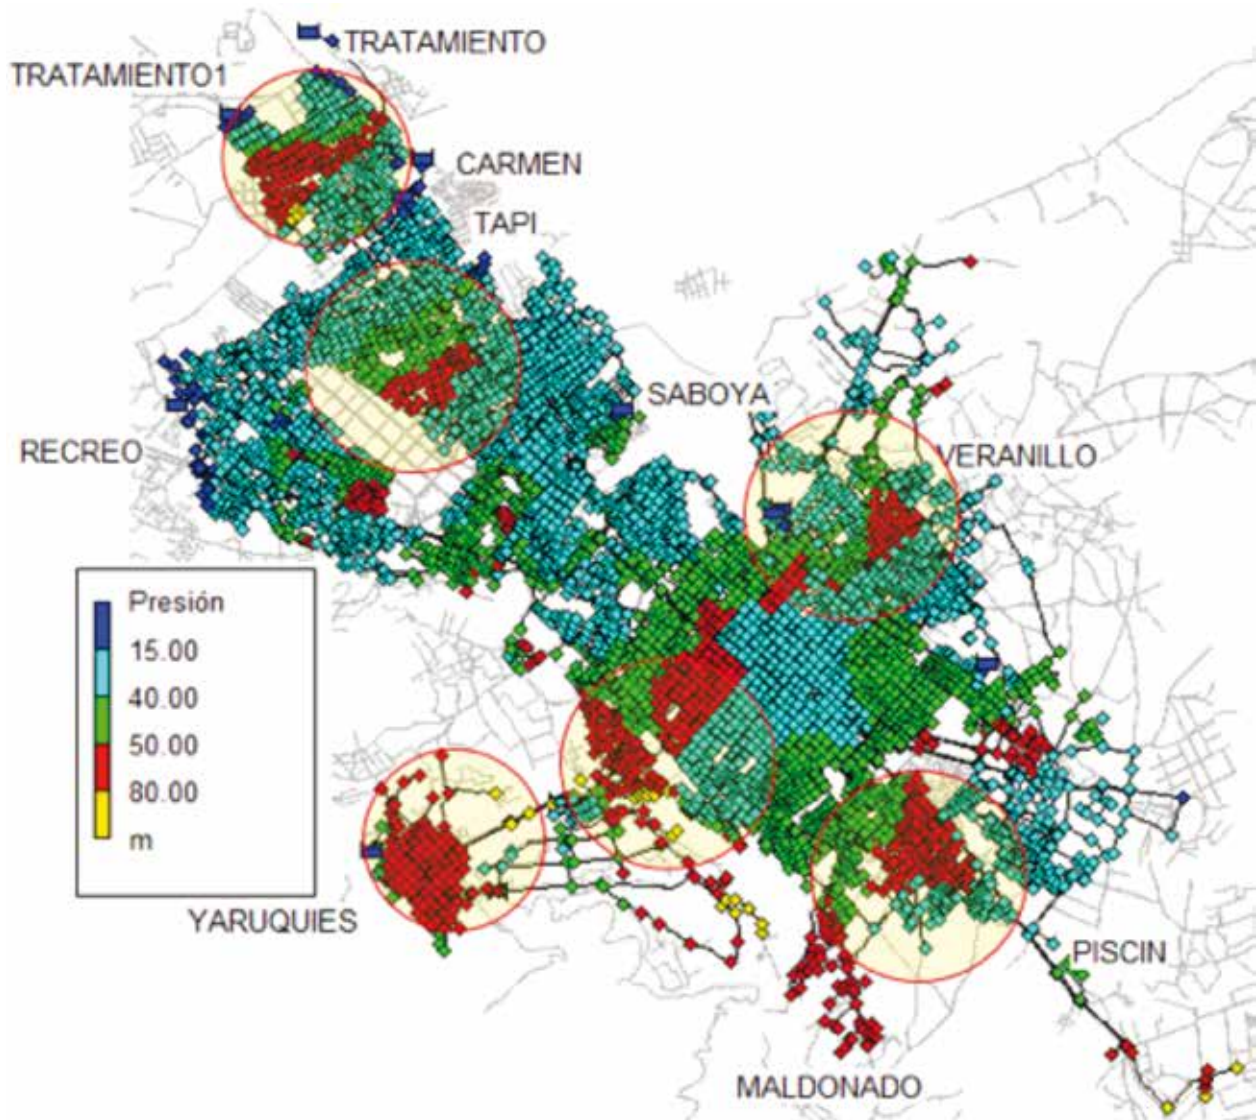 TRATAMIENTO
TRATAMIENTO1
CARMEN
TAPI
SABOYA
RECREO
VERANILLO
Presión
15.00
40.00
50.00
80.00
m
YARUQUIES
PISCIN
MALDONADO